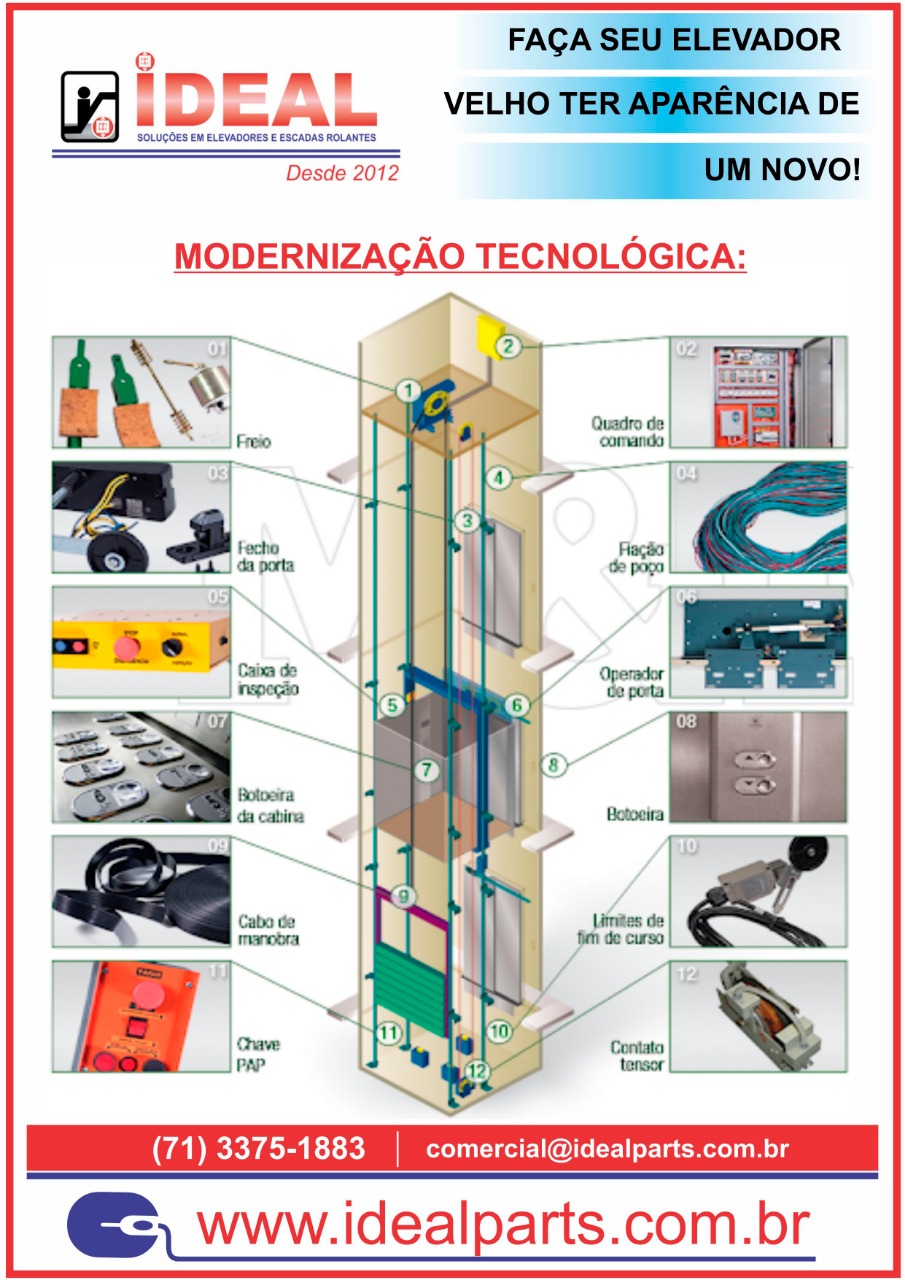 IDEAL
SOLUÇÕES EM ELEVADORES E ESCADAS ROLANTES
Desde 2012
FAÇA SEU ELEVADOR
VELHO TER APARÊNCIA DE
UM NOVO!
MODERNIZAÇÃO TECNOLÓGICA:
01
Freio
02
Quadro de
comando
03
Fecho
da porta
04
Fiação
de poço
05
STOP
Caixa de
inspeção
06
Operador
de porta
07
Botoeira
da cabina
08
Botoeira
09
Cabo de
manobra
10
Limites de
fim de curso
11
Chave
PAP
12
Contato
tensor
1
2
3
4
5
6
7
8
9
10
11
12
(71) 3375-1883
comercial@idealparts.com.br
www.idealparts.com.br